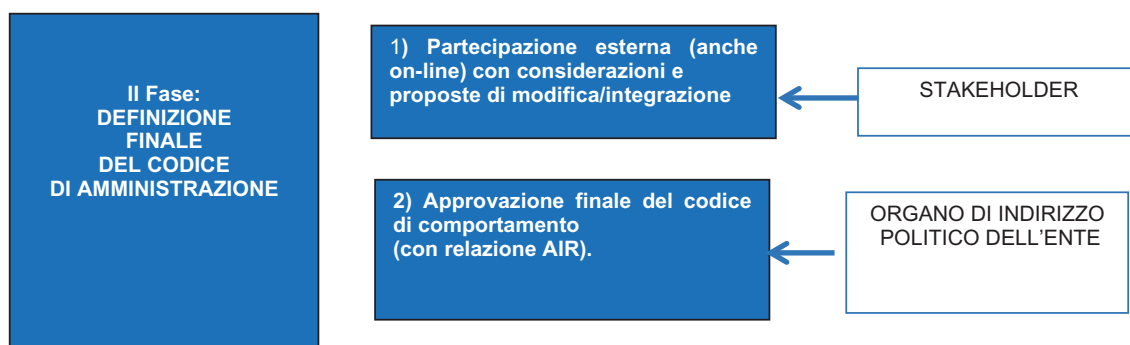 II Fase:
DEFINIZIONE
FINALE
DEL CODICE
DI AMMINISTRAZIONE
1) Partecipazione esterna (anche
on-line) con considerazioni e
proposte di modifica/integrazione
STAKEHOLDER
2) Approvazione finale del codice
di comportamento
(con relazione AIR).
ORGANO DI INDIRIZZO
POLITICO DELL'ENTE